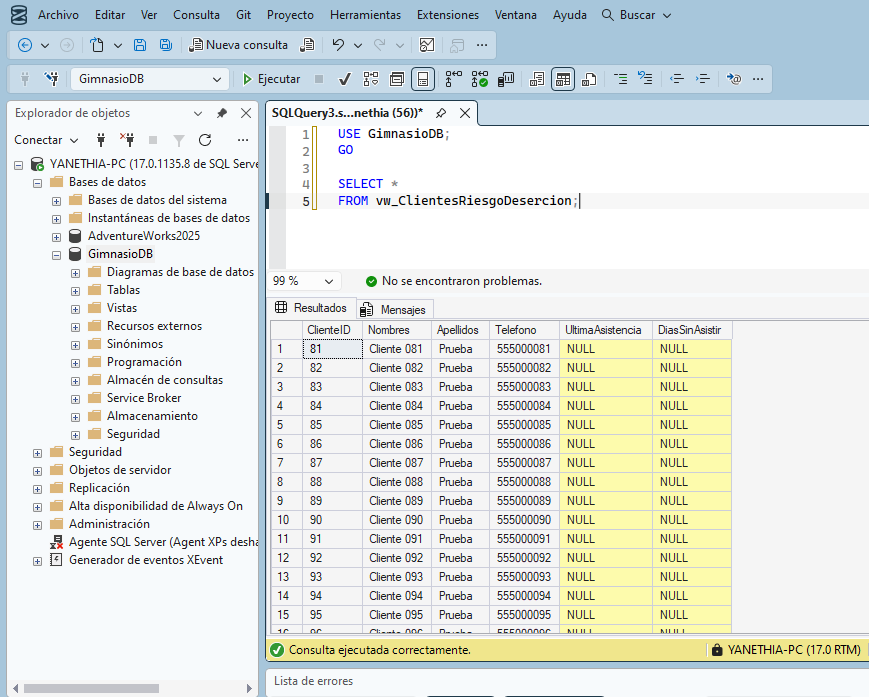 Archivo Editar Ver Consulta Git Proyecto Herramientas Extensiones Ventana Ayuda Buscar
Nueva consulta
GimnasioDB Ejecutar
Explorador de objetos
Conectar
YANETHIA-PC (17.0.1135.8 de SQL Serve
Bases de datos
Bases de datos del sistema
Instantáneas de bases de datos
AdventureWorks2025
GimnasioDB
Diagramas de base de datos
Tablas
Vistas
Recursos externos
Sinónimos
Programación
Almacén de consultas
Service Broker
Almacenamiento
Seguridad
Seguridad
Objetos de servidor
Replicación
Alta disponibilidad de Always On
Administración
Agente SQL Server (Agent XPs desha
Generador de eventos XEvent
SQLQuery3.s...nethia (56))*
1 USE GimnasioDB;
2 GO
3
4 SELECT *
5 FROM vw_ClientesRiesgoDesercion;
99 % No se encontraron problemas.
Resultados Mensajes
ClienteID Nombres Apellidos Telefono UltimaAsistencia DiasSinAsistir
1 81 Cliente 081 Prueba 555000081 NULL NULL
2 82 Cliente 082 Prueba 555000082 NULL NULL
3 83 Cliente 083 Prueba 555000083 NULL NULL
4 84 Cliente 084 Prueba 555000084 NULL NULL
5 85 Cliente 085 Prueba 555000085 NULL NULL
6 86 Cliente 086 Prueba 555000086 NULL NULL
7 87 Cliente 087 Prueba 555000087 NULL NULL
8 88 Cliente 088 Prueba 555000088 NULL NULL
9 89 Cliente 089 Prueba 555000089 NULL NULL
10 90 Cliente 090 Prueba 555000090 NULL NULL
11 91 Cliente 091 Prueba 555000091 NULL NULL
12 92 Cliente 092 Prueba 555000092 NULL NULL
13 93 Cliente 093 Prueba 555000093 NULL NULL
14 94 Cliente 094 Prueba 555000094 NULL NULL
15 95 Cliente 095 Prueba 555000095 NULL NULL
16 96 Cliente 096 Prueba 555000096 NULL NULL
Consulta ejecutada correctamente. YANETHIA-PC (17.0 RTM)
Lista de errores